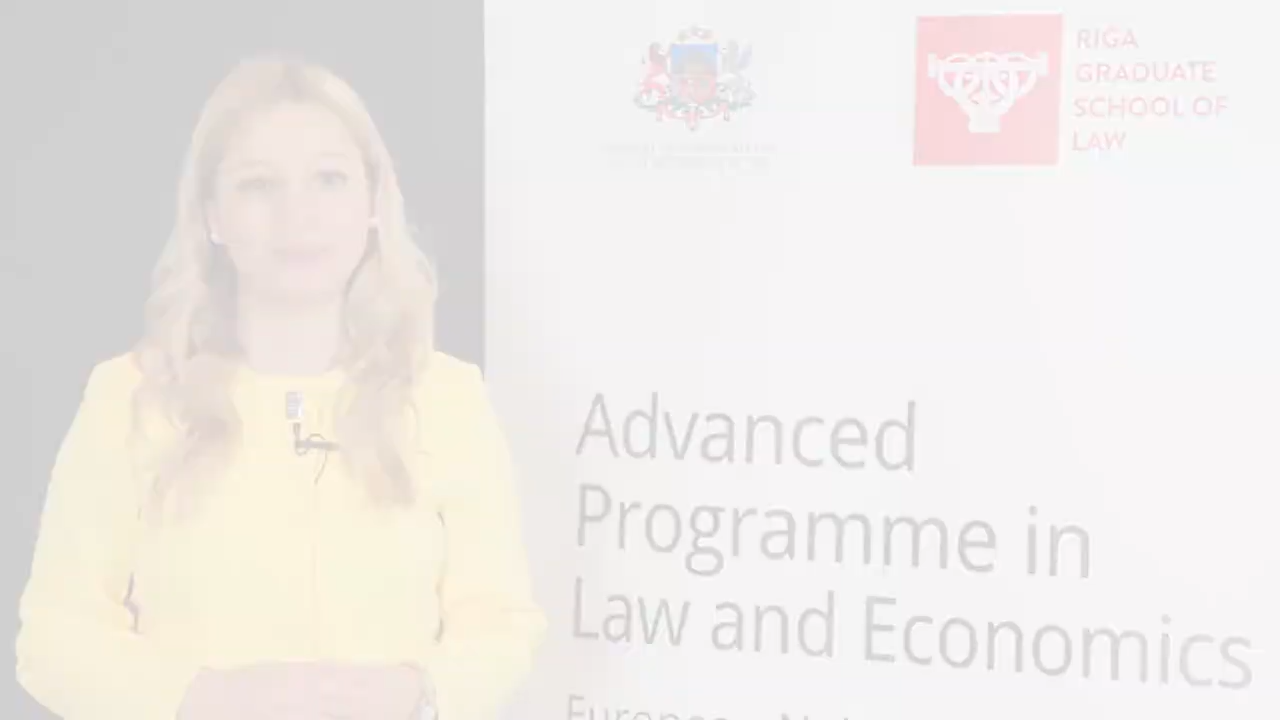 RIGA
GRADUATE
SCHOOL OF
LAW
Advanced
Programme in
Law and Economics